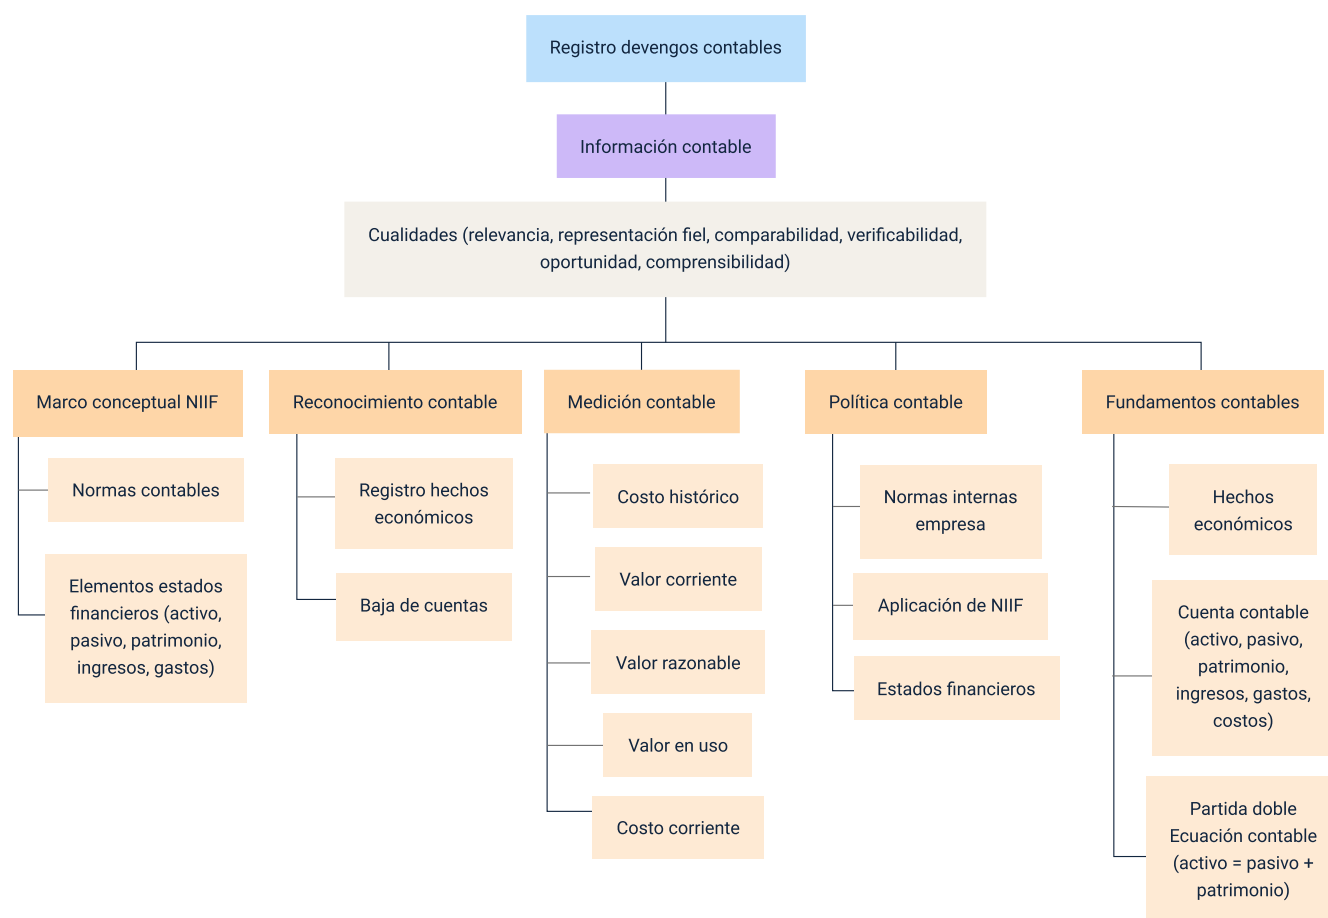 Registro devengos contables
Información contable
Cualidades (relevancia, representación fiel, comparabilidad, verificabilidad,
oportunidad, comprensibilidad)
Marco conceptual NIIF
Normas contables
Elementos estados
financieros (activo,
pasivo, patrimonio,
ingresos, gastos)
Reconocimiento contable
Registro hechos
económicos
Baja de cuentas
Medición contable
Costo histórico
Valor corriente
Valor razonable
Valor en uso
Costo corriente
Política contable
Normas internas
empresa
Aplicación de NIIF
Estados financieros
Fundamentos contables
Hechos
económicos
Cuenta contable
(activo, pasivo,
patrimonio,
ingresos, gastos,
costos)
Partida doble
Ecuación contable
(activo = pasivo +
patrimonio)